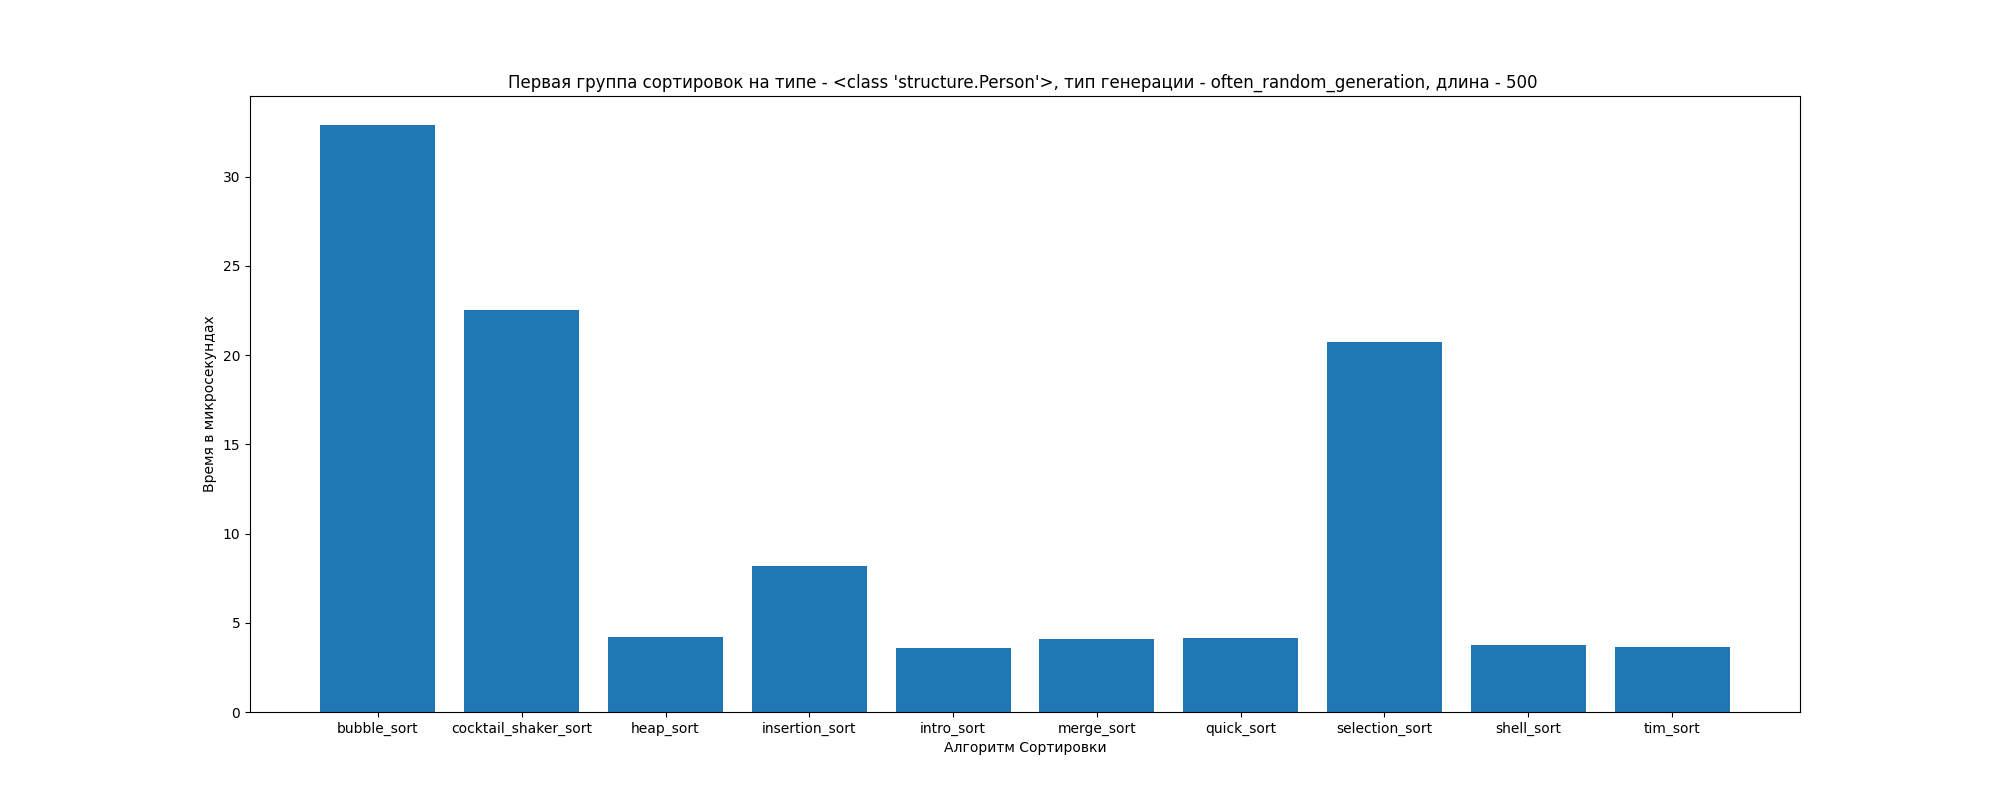 Первая группа сортировок на типе - <class 'structure.Person'>, тип генерации - often_random_generation, длина - 500
Время в микросекундах
30
25
20
15
10
5
0
bubble_sort cocktail_shaker_sort heap_sort insertion_sort intro_sort merge_sort quick_sort selection_sort shell_sort tim_sort
Алгоритм Сортировки